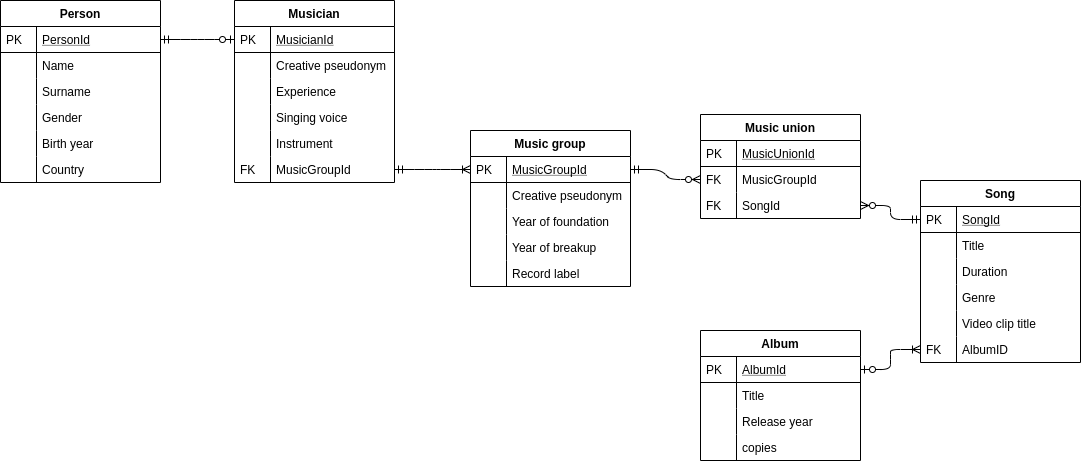 Person
PK PersonId
Name
Surname
Gender
Birth year
Country
Musician
PK MusicianId
Creative pseudonym
Experience
Singing voice
Instrument
FK MusicGroupId
Music group
PK MusicGroupId
Creative pseudonym
Year of foundation
Year of breakup
Record label
Music union
PK MusicUnionId
FK MusicGroupId
FK SongId
Song
PK SongId
Title
Duration
Genre
Video clip title
FK AlbumID
Album
PK AlbumId
Title
Release year
copies